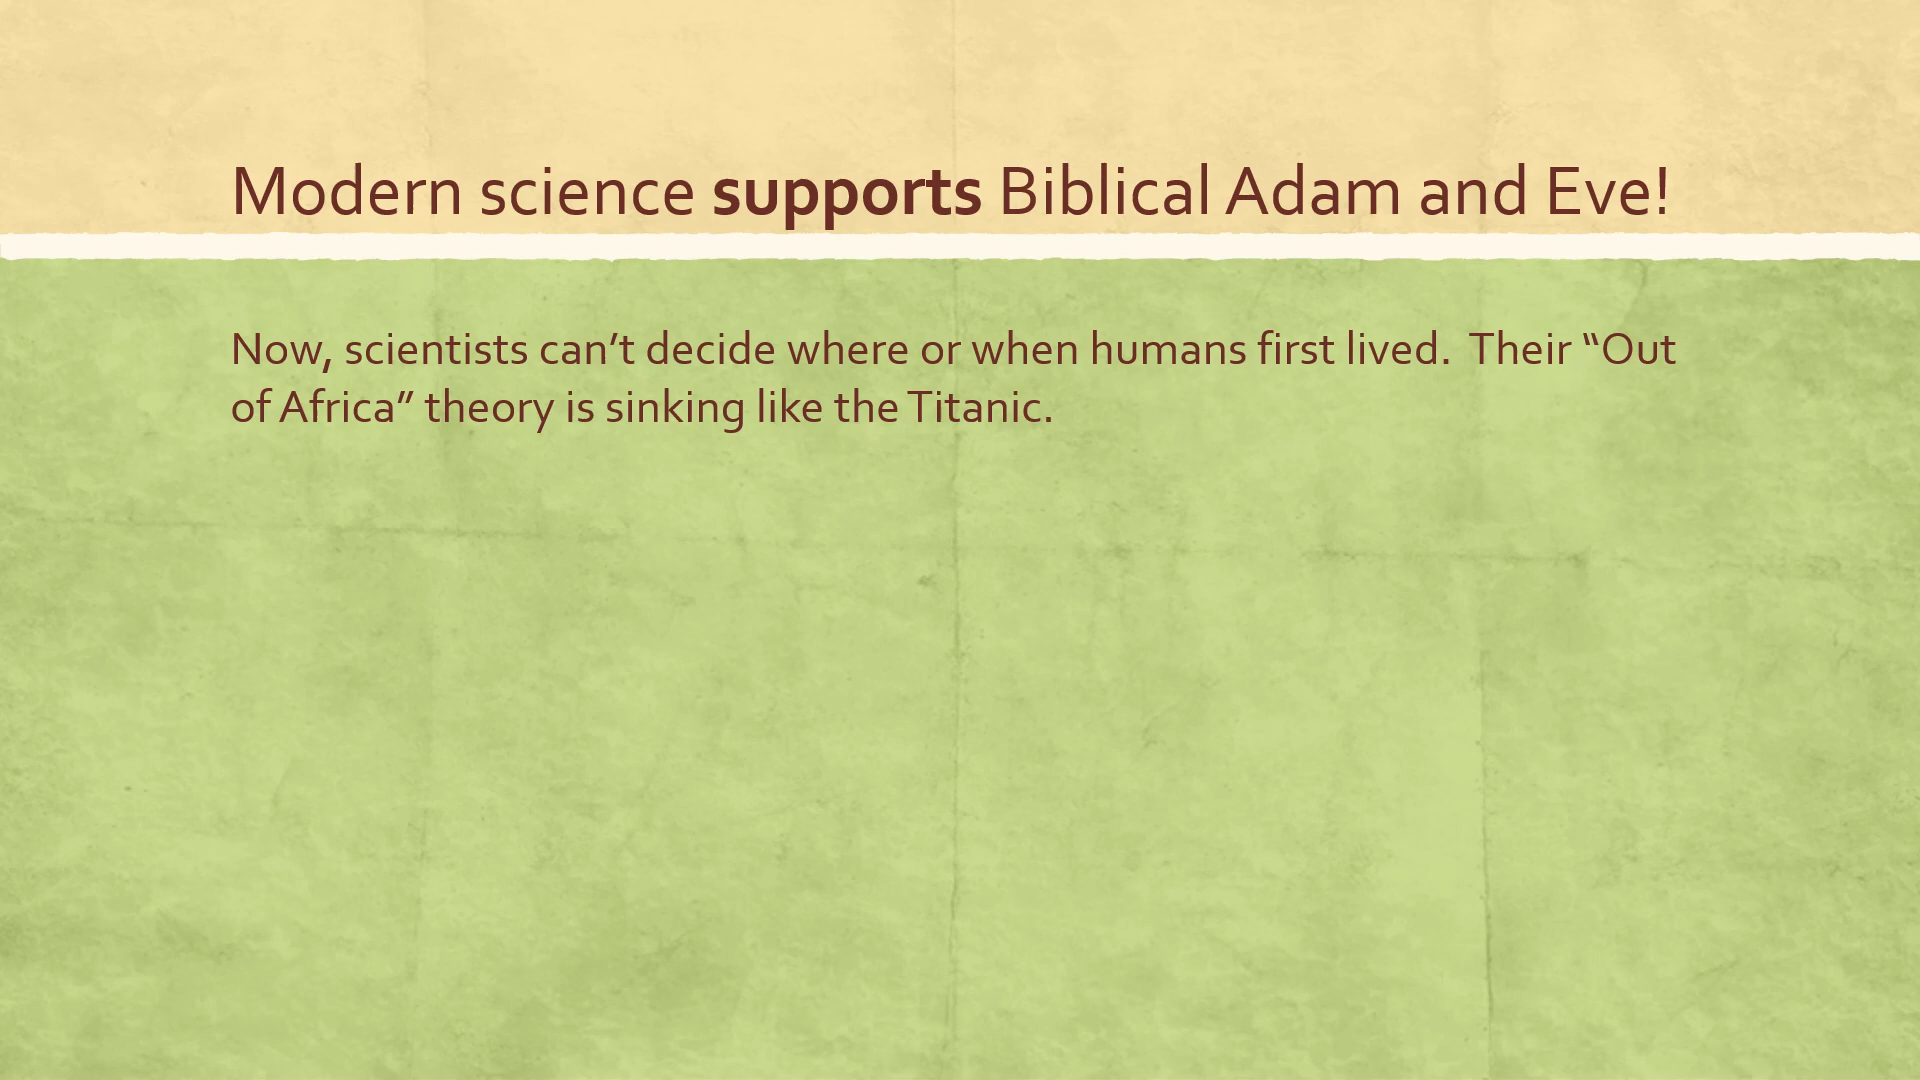 Modern science supports Biblical Adam and Eve!
Now, scientists can’t decide where or when humans first lived.  Their “Out
of Africa” theory is sinking like the Titanic.